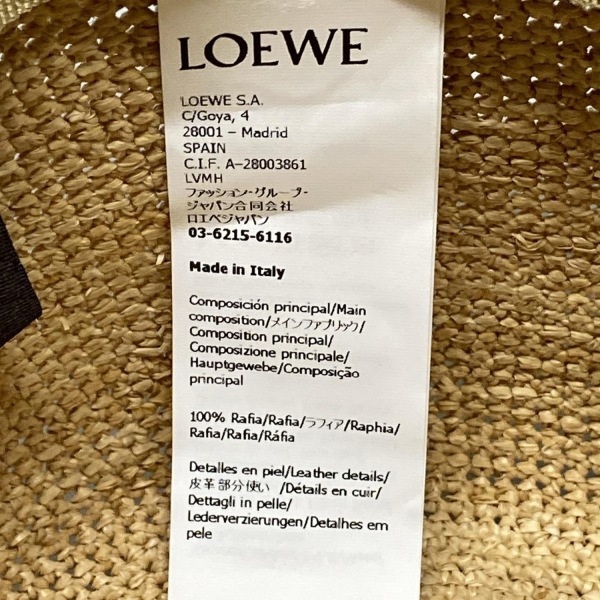 LOEWE
LOEWE S.A.
C/Goya, 4
28001 – Madrid
SPAIN
C.I.F. A-28003861
LVMH
ファッション・グループ・
ジャパン合同会社
ロエベジャパン
03-6215-6116
Made in Italy
Composición principal/Main
composition/メインファブリック/
Composition principal/
Composizione principale/
Hauptgewebe/Composição
principal
100% Rafia/Rafia/ラフィア/Raphia/
Rafia/Rafia/Ráfia
Detalles en piel/Leather details/
皮革部分使い /Détails en cuir/
Dettagli in pelle/
Lederverzierungen/Detalhes em
pele